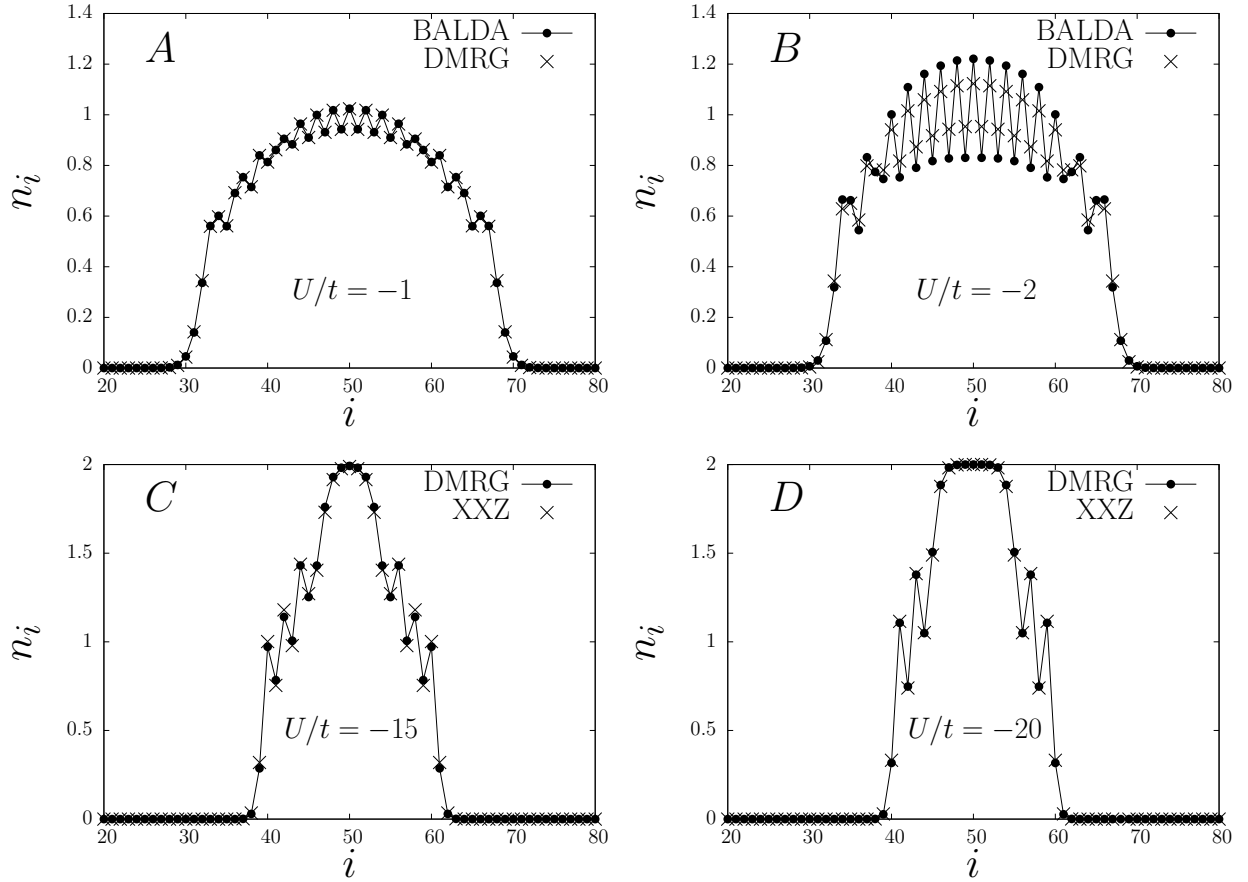 A
BALDA
DMRG
1.4
1.2
1
0.8
0.6
0.4
0.2
0
n_i
U/t = −1
20 30 40 50 60 70 80
i
B
BALDA
DMRG
1.4
1.2
1
0.8
0.6
0.4
0.2
0
n_i
U/t = −2
20 30 40 50 60 70 80
i
C
DMRG
XXZ
2
1.5
1
0.5
0
n_i
U/t = −15
20 30 40 50 60 70 80
i
D
DMRG
XXZ
2
1.5
1
0.5
0
n_i
U/t = −20
20 30 40 50 60 70 80
i